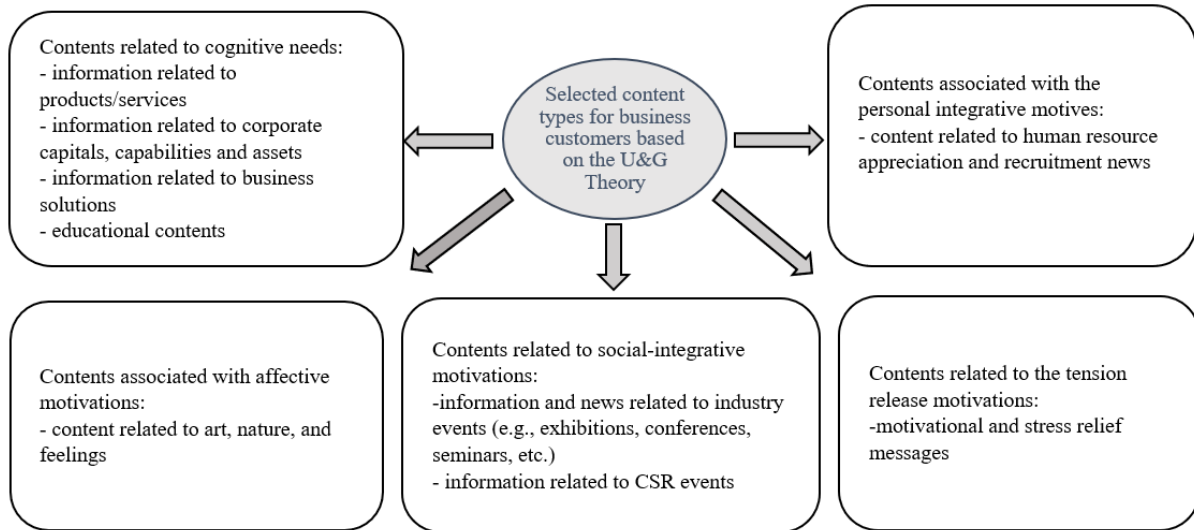 Contents related to cognitive needs:
- information related to
products/services
- information related to corporate
capitals, capabilities and assets
- information related to business
solutions
- educational contents
Selected content
types for business
customers based
on the U&G
Theory
Contents associated with the
personal integrative motives:
- content related to human resource
appreciation and recruitment news
Contents associated with affective
motivations:
- content related to art, nature, and
feelings
Contents related to social-integrative
motivations:
-information and news related to industry
events (e.g., exhibitions, conferences,
seminars, etc.)
- information related to CSR events
Contents related to the tension
release motivations:
-motivational and stress relief
messages